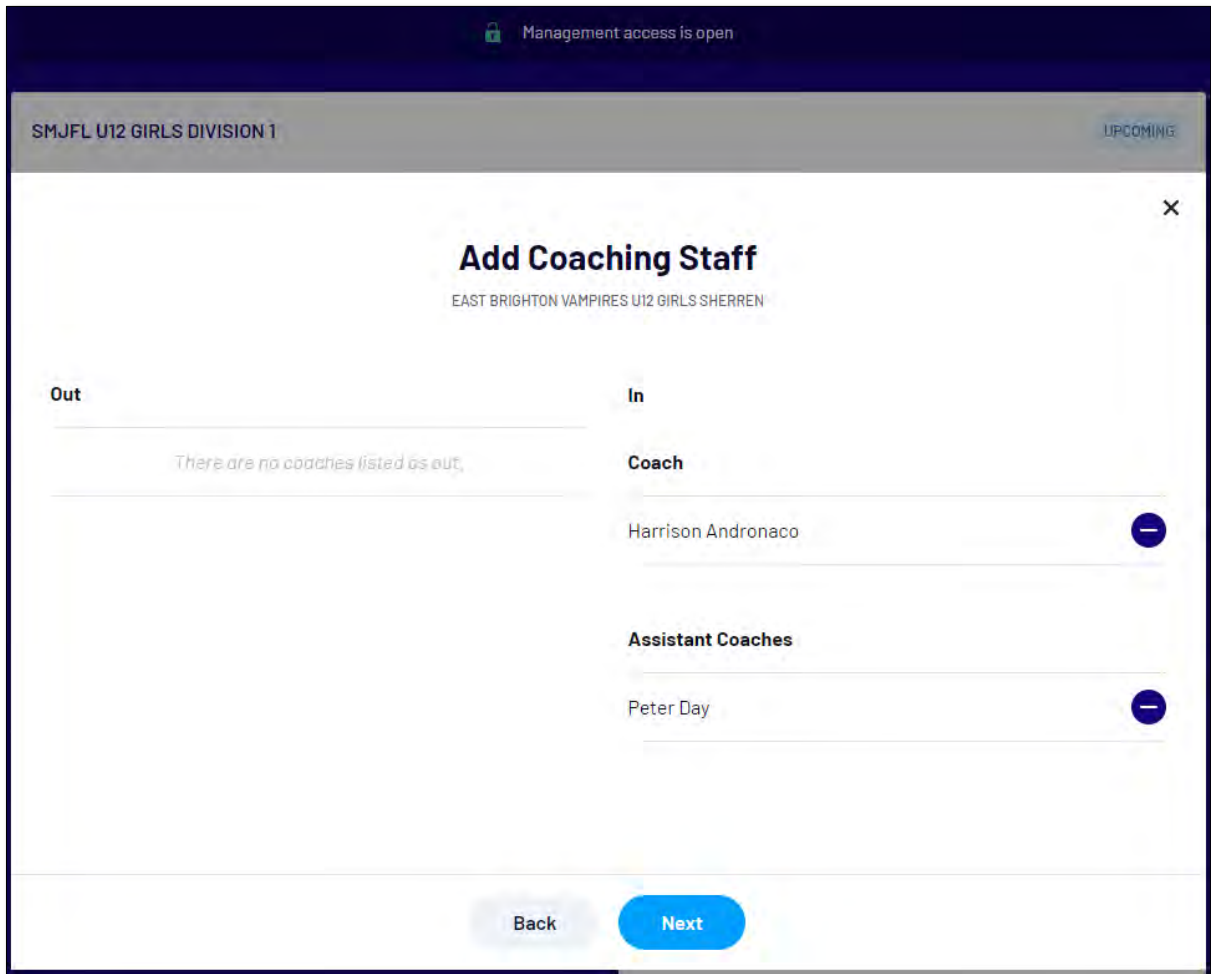 Management access is open
SMJFL U12 GIRLS DIVISION 1
UPCOMING
Add Coaching Staff
EAST BRIGHTON VAMPIRES U12 GIRLS SHERREN
Out
In
There are no coaches listed as out.
Coach
Harrison Andronaco
Assistant Coaches
Peter Day
Back
Next